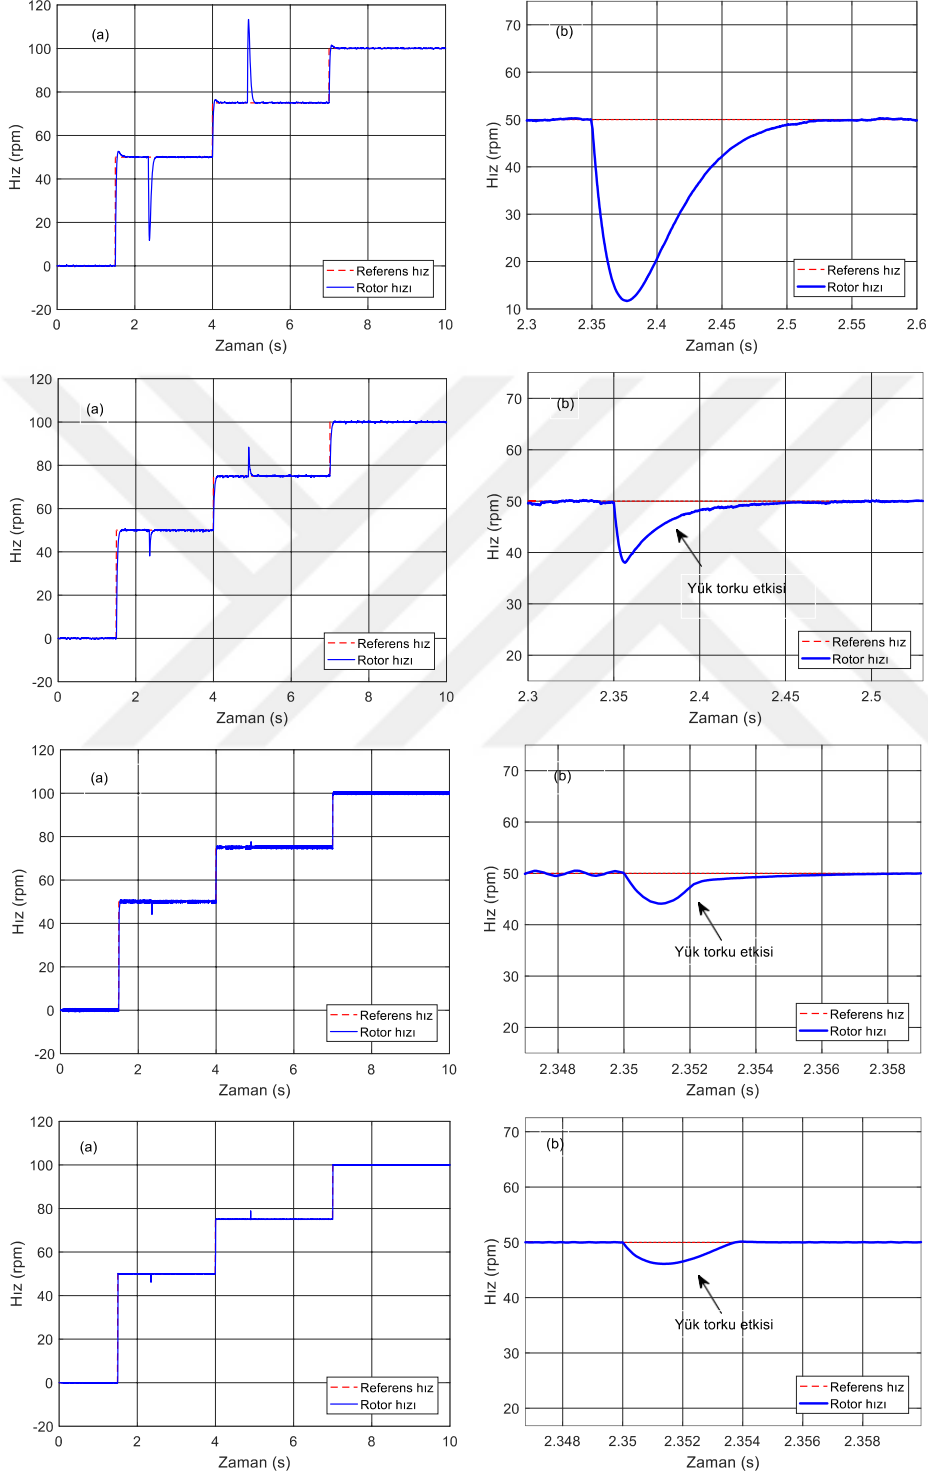 120
100
80
60
40
20
0
-20
Hız (rpm)
(a)
Referens hız
Rotor hızı
0
2
4
6
8
10
Zaman (s)
70
60
50
40
30
20
10
Hız (rpm)
(b)
Referens hız
Rotor hızı
2.3
2.35
2.4
2.45
2.5
2.55
2.6
Zaman (s)
120
100
80
60
40
20
0
-20
Hız (rpm)
(a)
Referens hız
Rotor hızı
0
2
4
6
8
10
Zaman (s)
70
60
50
40
30
20
Hız (rpm)
(b)
Yük torku etkisi
Referens hız
Rotor hızı
2.3
2.35
2.4
2.45
2.5
Zaman (s)
120
100
80
60
40
20
0
-20
Hız (rpm)
(a)
Referens hız
Rotor hızı
0
2
4
6
8
10
Zaman (s)
70
60
50
40
30
20
Hız (rpm)
(b)
Yük torku etkisi
Referens hız
Rotor hızı
2.348
2.35
2.352
2.354
2.356
2.358
Zaman (s)
120
100
80
60
40
20
0
-20
Hız (rpm)
(a)
Referens hız
Rotor hızı
0
2
4
6
8
10
Zaman (s)
70
60
50
40
30
20
Hız (rpm)
(b)
Yük torku etkisi
Referens hız
Rotor hızı
2.348
2.35
2.352
2.354
2.356
2.358
Zaman (s)